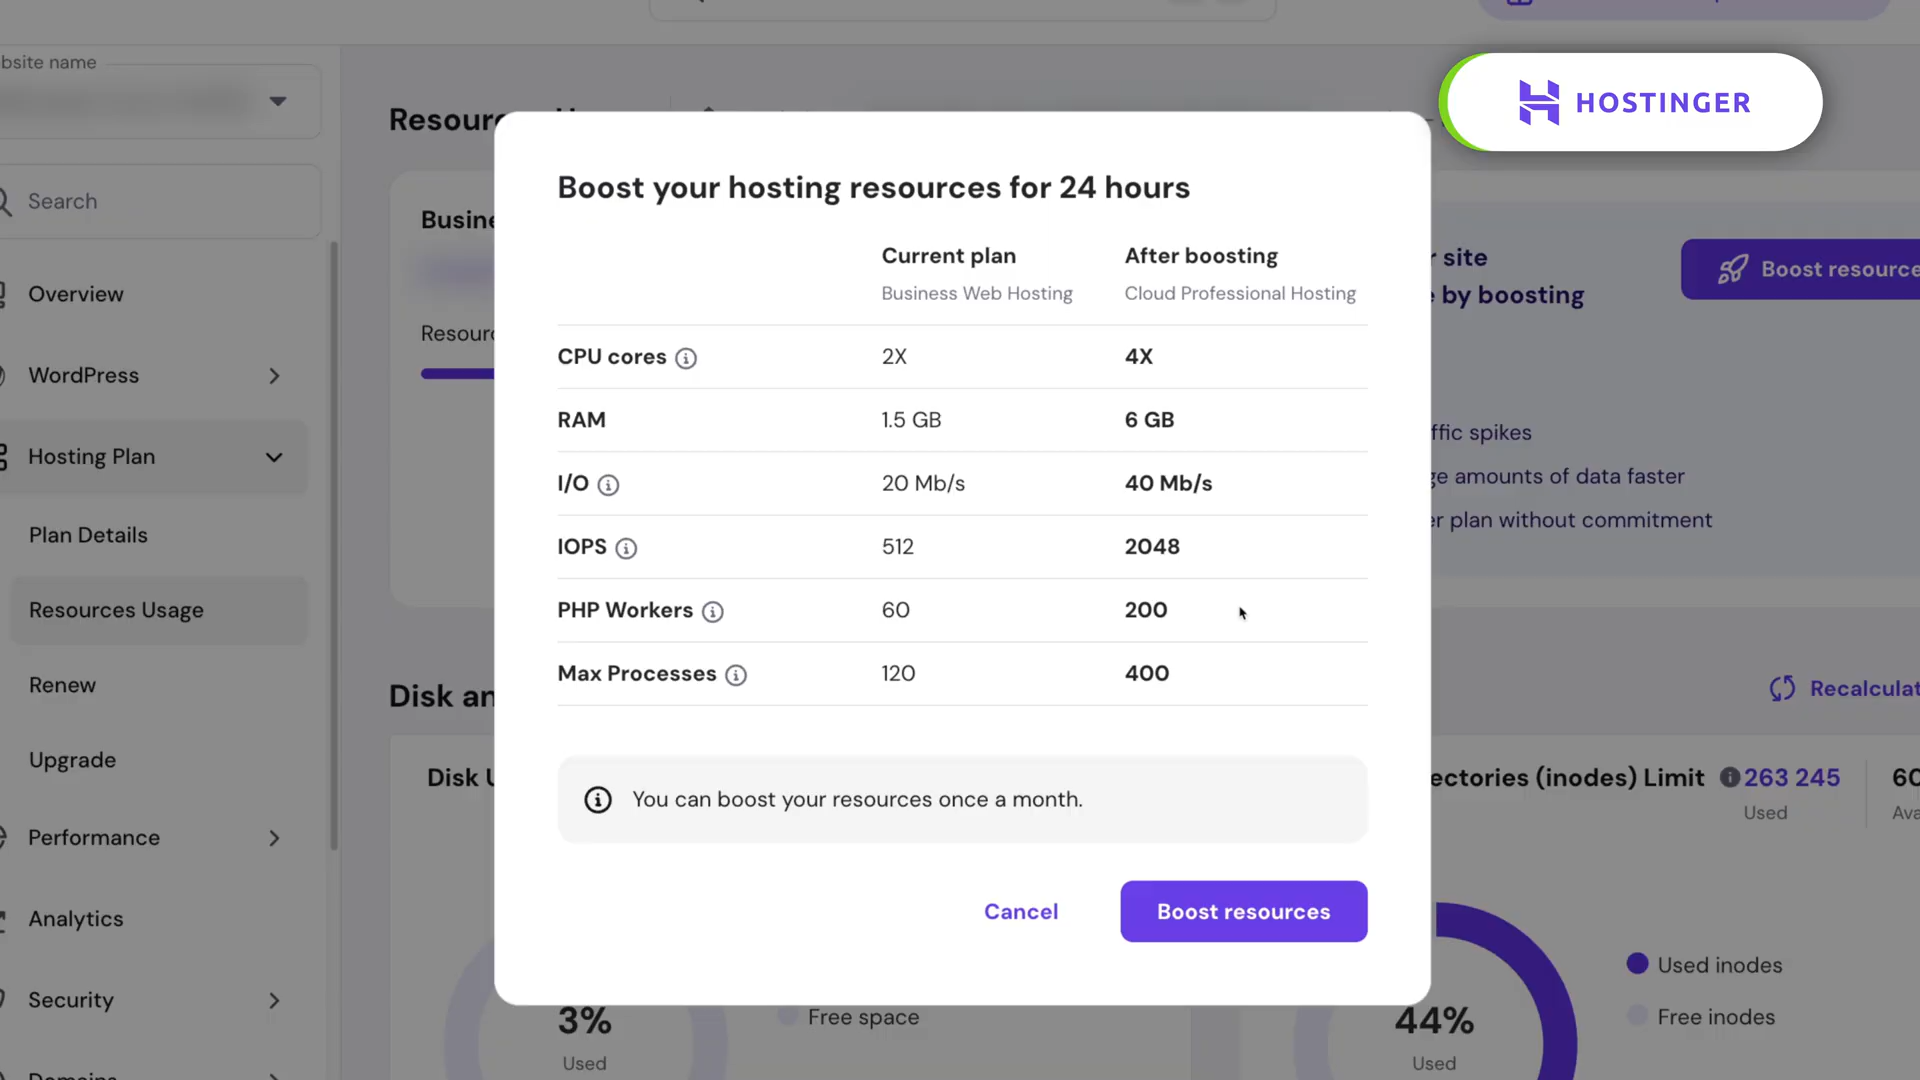 bsite name
HOSTINGER
Search
Overview
WordPress
Hosting Plan
Plan Details
Resources Usage
Renew
Upgrade
Performance
Analytics
Security
Boost your hosting resources for 24 hours
Current plan After boosting
Business Web Hosting Cloud Professional Hosting
CPU cores 2X 4X
RAM 1.5 GB 6 GB
I/O 20 Mb/s 40 Mb/s
IOPS 512 2048
PHP Workers 60 200
Max Processes 120 400
You can boost your resources once a month.
Cancel Boost resources
site
by boosting
Boost resource
ffic spikes
ge amounts of data faster
er plan without commitment
Disk an
Recalculat
Disk U
ectories (inodes) Limit 263 245
Used
3%
Used
Free space
44%
Used
Used inodes
Free inodes